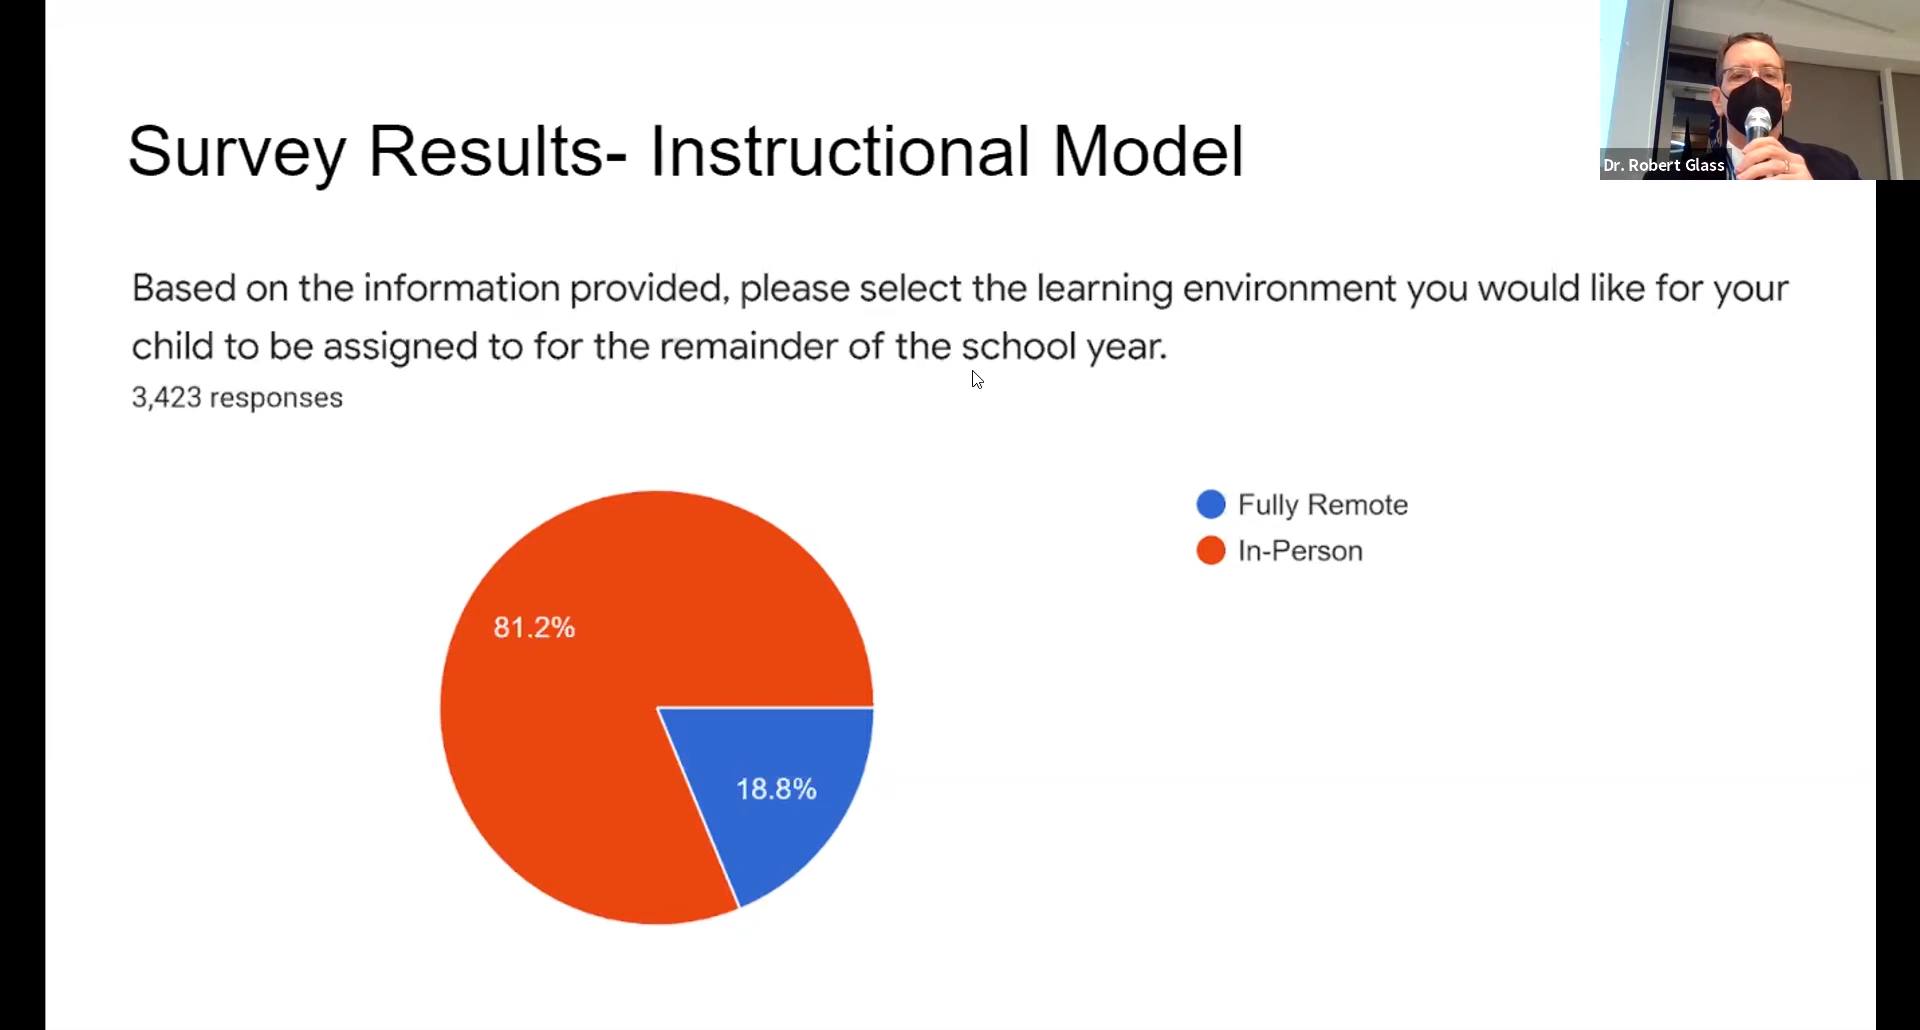 Survey Results- Instructional Model
Dr. Robert Glass
Based on the information provided, please select the learning environment you would like for your
child to be assigned to for the remainder of the school year.
3,423 responses
Fully Remote
In-Person
81.2%
18.8%